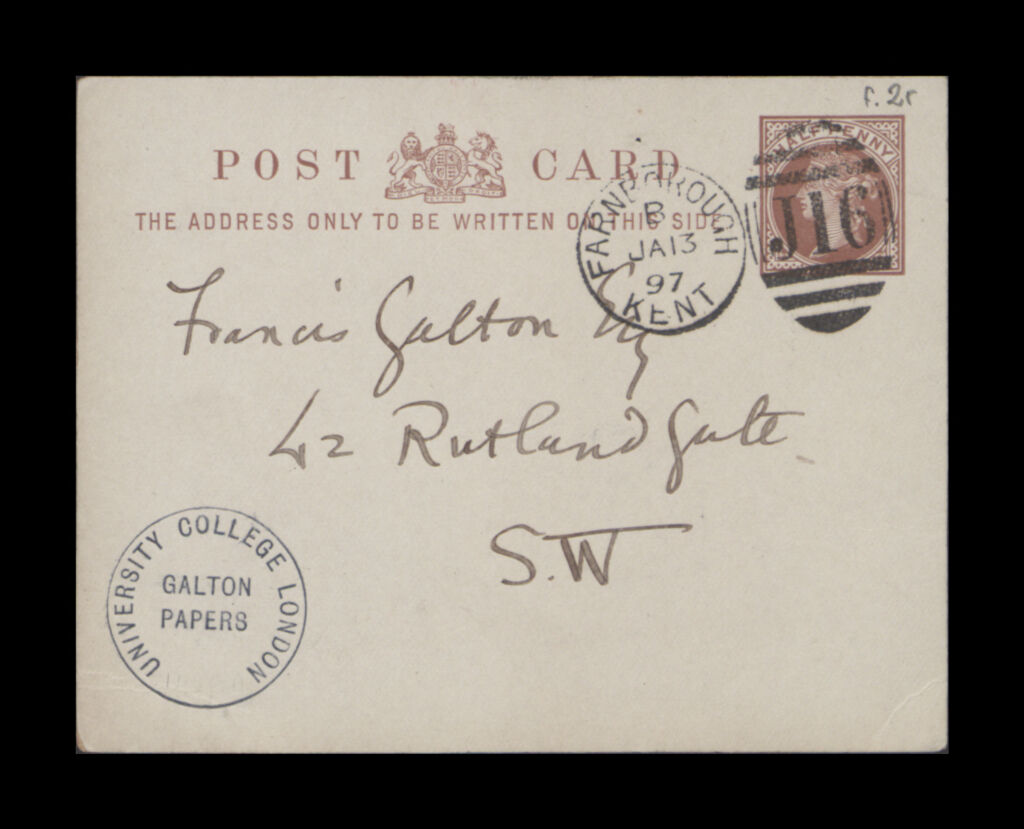 f. 2r
POST CARD
THE ADDRESS ONLY TO BE WRITTEN ON THIS SIDE
HALFPENNY
J16
FARNBOROUGH
B
JA13
97
KENT
Francis Galton Esq
42 Rutland Gate
S.W
UNIVERSITY COLLEGE LONDON
GALTON
PAPERS